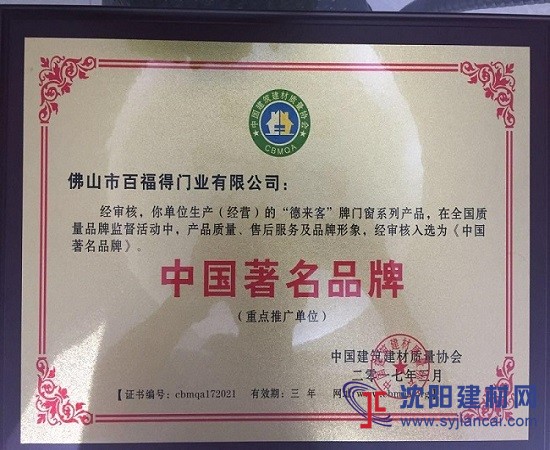 中国建筑建材质量协会
CBMQA
佛山市百福得门业有限公司：
经审核，你单位生产（经营）的“德来客”牌门窗系列产品，在全国质
量品牌监督活动中，产品质量、售后服务及品牌形象，经审核入选为《中国
著名品牌》。
中国著名品牌
（重点推广单位）
中国建筑建材质量协会
二〇一七年三月
【证书编号：cbmqa172021 有效期：三 年 网址：www.cbmqa
沈阳建材网
www.syjiancai.com